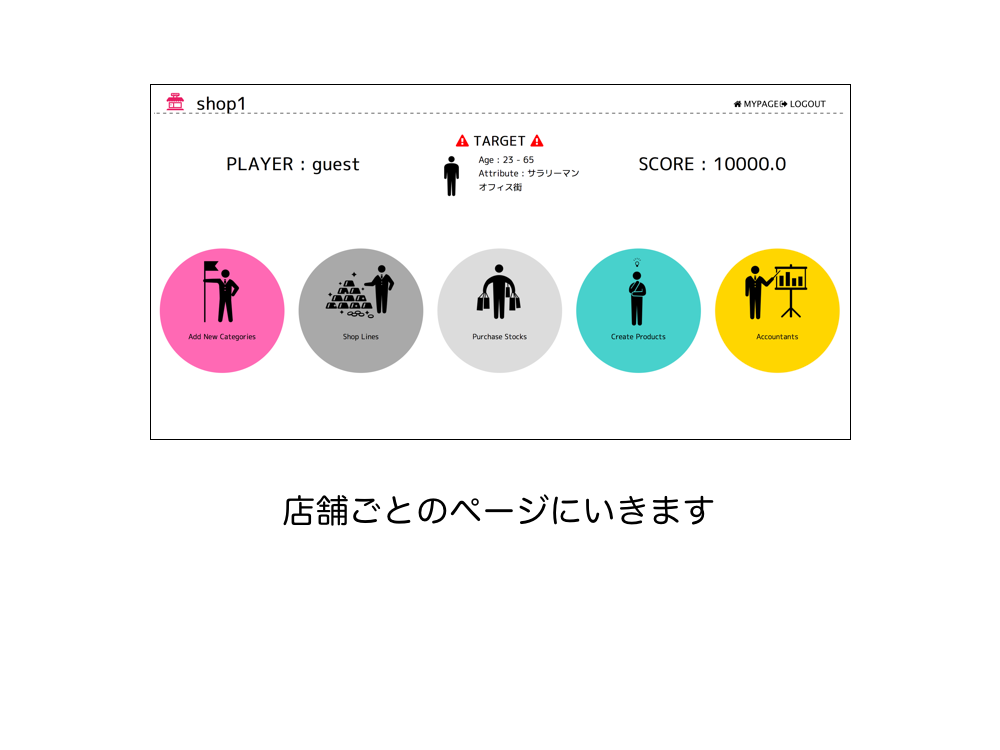 shop1
MYPAGE LOGOUT
TARGET
PLAYER : guest
Age : 23 - 65
Attribute : サラリーマン
オフィス街
SCORE : 10000.0
Add New Categories
Shop Lines
Purchase Stocks
Create Products
Accountants
店舗ごとのページにいきます